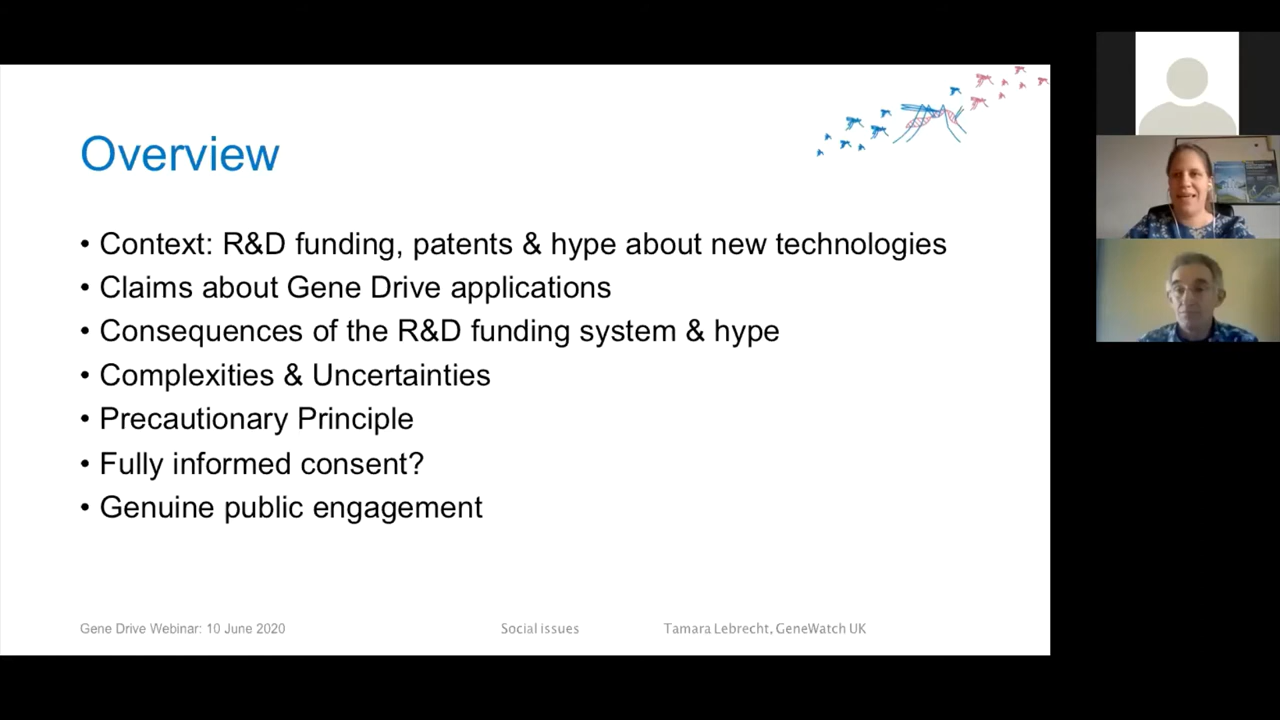 Overview
• Context: R&D funding, patents & hype about new technologies
• Claims about Gene Drive applications
• Consequences of the R&D funding system & hype
• Complexities & Uncertainties
• Precautionary Principle
• Fully informed consent?
• Genuine public engagement
Gene Drive Webinar: 10 June 2020
Social issues
Tamara Lebrecht, GeneWatch UK